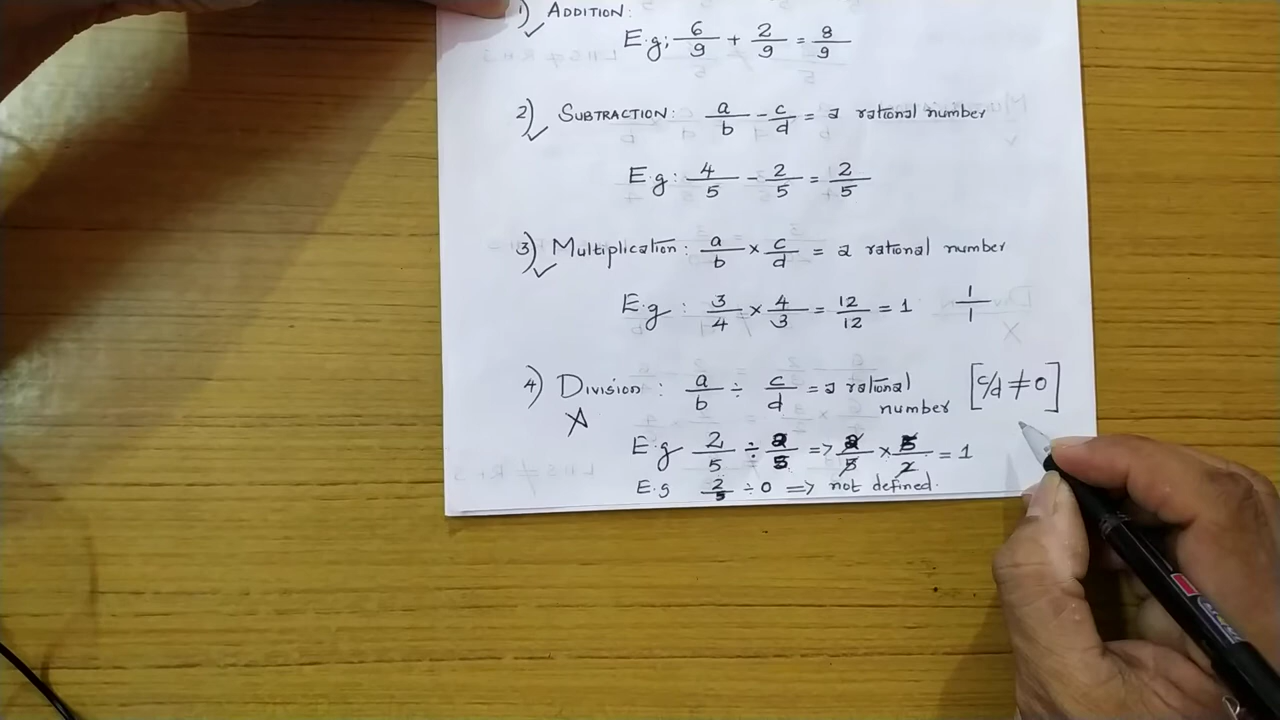 1) ADDITION:
E.g; 6/9 + 2/9 = 8/9
2) SUBTRACTION: a/b - c/d = a rational number
E.g: 4/5 - 2/5 = 2/5
3) Multiplication: a/b × c/d = a rational number
E.g : 3/4 × 4/3 = 12/12 = 1 1/1
4) Division: a/b ÷ c/d = a rational number [c/d ≠ 0]
E.g 2/5 ÷ 2/5 => 2/5 × 5/2 = 1
E.g 2/5 ÷ 0 => not defined.